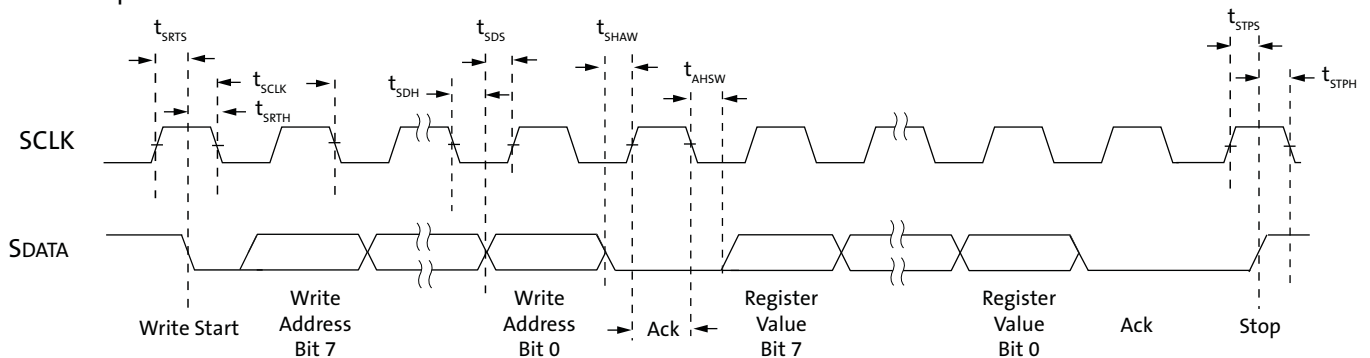 tSRTS
tSDS
tSHAW
tSTPS
tAHSW
tSCLK
tSDH
tSTPH
tSRTH
SCLK
SDATA
Write Start
Write
Address
Bit 7
Write
Address
Bit 0
Ack
Register
Value
Bit 7
Register
Value
Bit 0
Ack
Stop